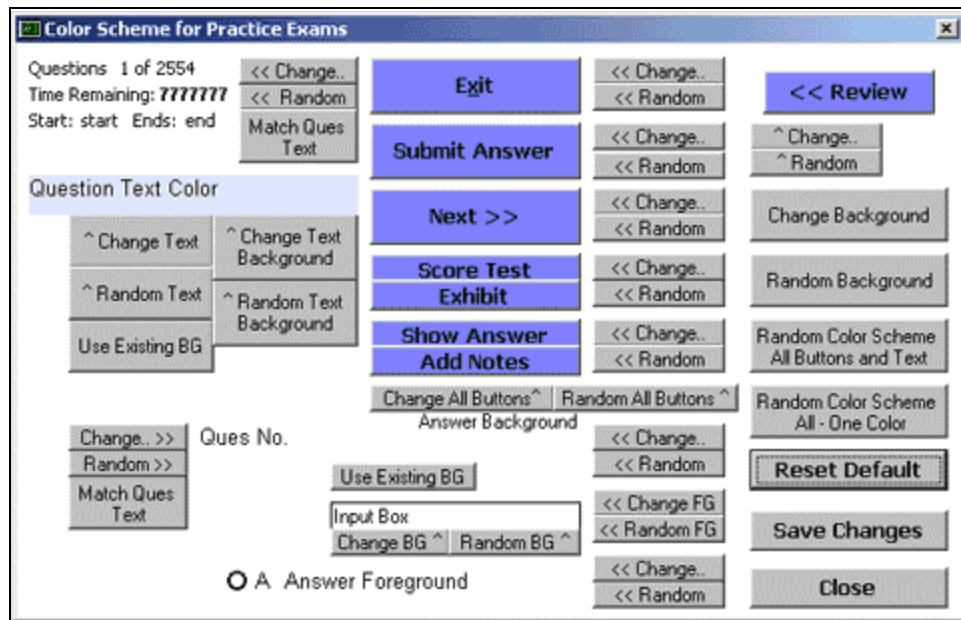 Color Scheme for Practice Exams
Questions 1 of 2554
Time Remaining: 7777777
Start: start Ends: end
<< Change..
<< Random
Match Ques
Text
Exit
<< Change..
<< Random
<< Review
Submit Answer
<< Change..
<< Random
^ Change..
^ Random
Question Text Color
^ Change Text
^ Change Text
Background
^ Random Text
^ Random Text
Background
Use Existing BG
Next >>
<< Change..
<< Random
Change Background
Score Test
Exhibit
<< Change..
<< Random
Random Background
Show Answer
Add Notes
<< Change..
<< Random
Random Color Scheme
All Buttons and Text
Change All Buttons^
Random All Buttons ^
Answer Background
<< Change..
<< Random
Random Color Scheme
All - One Color
Change.. >>
Random >>
Match Ques
Text
Ques No.
Use Existing BG
Reset Default
Input Box
<< Change FG
<< Random FG
Change BG ^
Random BG ^
Save Changes
A Answer Foreground
<< Change..
<< Random
Close